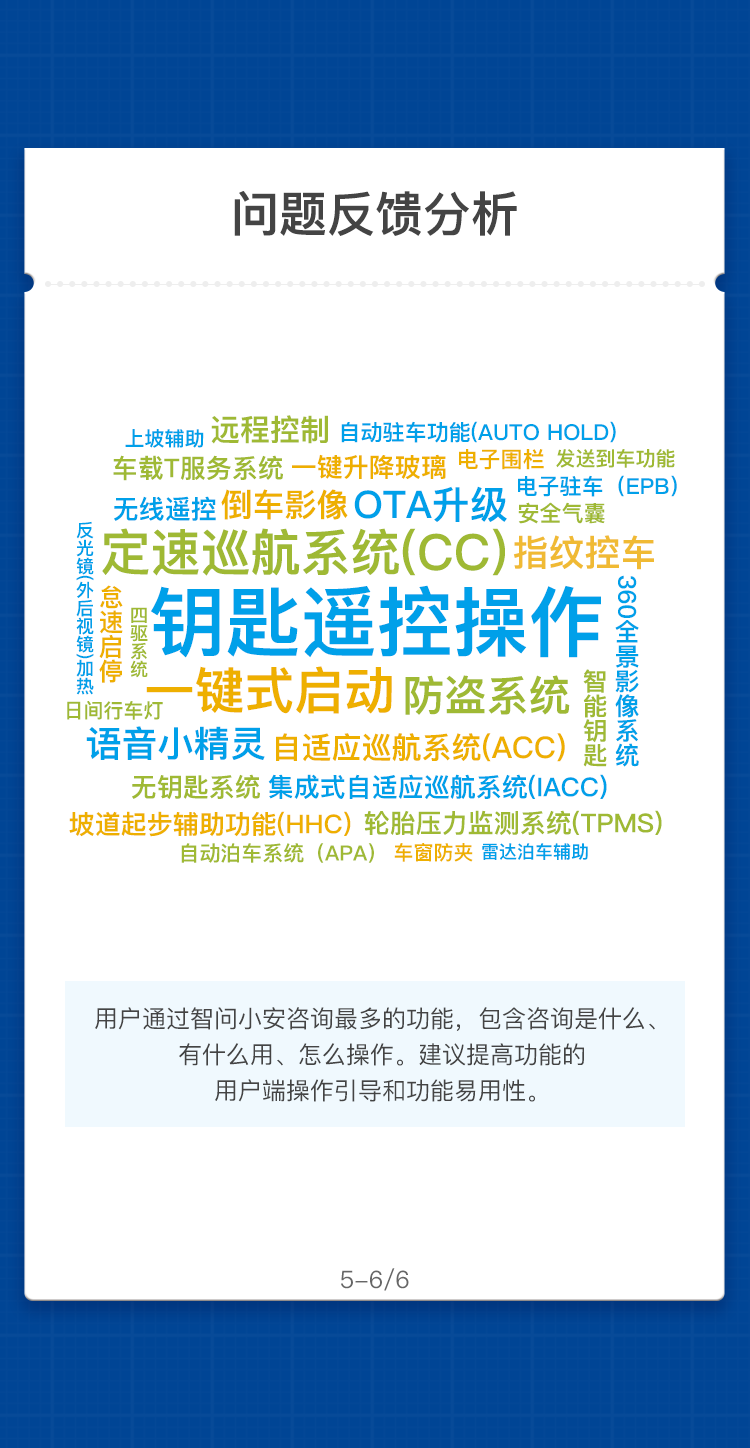 问题反馈分析
上坡辅助 远程控制 自动驻车功能(AUTO HOLD)
车载T服务系统 一键升降玻璃 电子围栏 发送到车功能
无线遥控 倒车影像 OTA升级 电子驻车（EPB）
安全气囊
定速巡航系统(CC) 指纹控车
反光镜(外后视镜)加热
怠速启停
四驱系统
钥匙遥控操作
360全景影像系统
一键式启动 防盗系统
智能钥匙
日间行车灯
语音小精灵 自适应巡航系统(ACC)
无钥匙系统 集成式自适应巡航系统(IACC)
坡道起步辅助功能(HHC) 轮胎压力监测系统(TPMS)
自动泊车系统（APA） 车窗防夹 雷达泊车辅助
用户通过智问小安咨询最多的功能，包含咨询是什么、
有什么用、怎么操作。建议提高功能的
用户端操作引导和功能易用性。
5-6/6